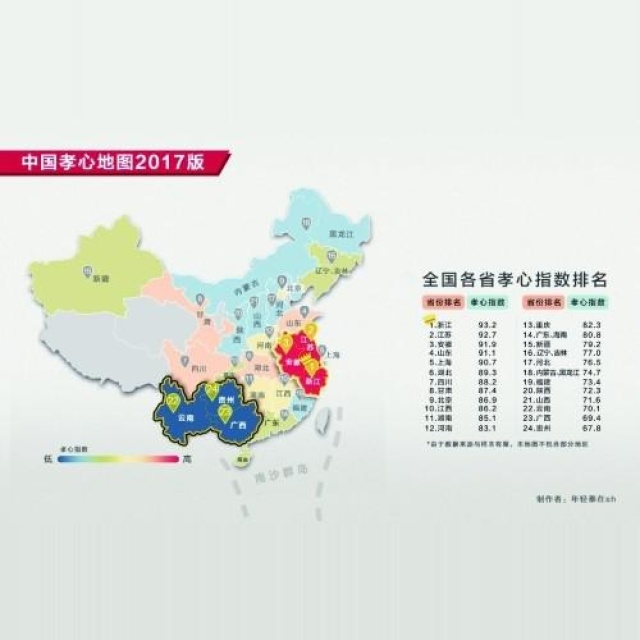 中国孝心地图2017版
黑龙江
辽宁、吉林
新疆
内蒙古
北京
甘肃
陕西
山西
山东
河南
江苏
安徽
上海
四川
湖北
浙江
江西
湖南
贵州
云南
广西
广东
福建
海南
南沙群岛
孝心指数
低 高
全国各省孝心指数排名
省份排名 孝心指数 省份排名 孝心指数
1.浙江 93.2 13.重庆 82.3
2.江苏 92.7 14.广东、海南 80.8
3.安徽 91.9 15.新疆 79.2
4.山东 91.1 16.辽宁、吉林 77.0
5.上海 90.7 17.河北 76.5
6.湖北 89.3 18.内蒙古、黑龙江 74.7
6.四川 88.2 19.福建 73.4
8.甘肃 87.4 20.陕西 72.3
9.北京 86.9 21.山西 71.6
10.江西 86.2 22.云南 70.1
11.湖南 85.1 23.广西 69.4
12.河南 83.1 24.贵州 67.8
*由于数据来源与样本有限，本地图不包含部分地区
制作者：年轻暴在xh